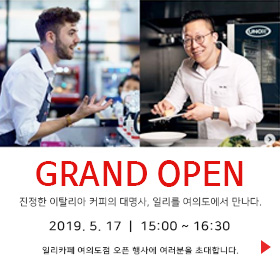 UNOX
GRAND OPEN
진정한 이탈리아 커피의 대명사, 일리를 여의도에서 만나다.
2019. 5. 17 | 15:00 ~ 16:30
일리카페 여의도점 오픈 행사에 여러분을 초대합니다.